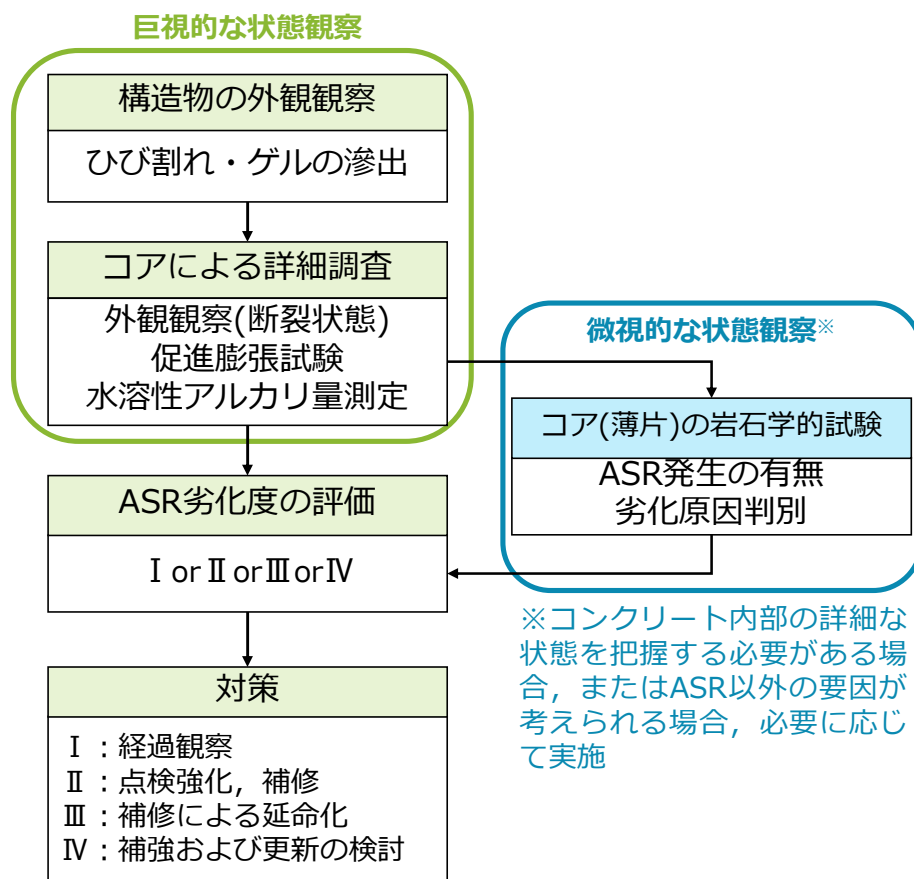 巨視的な状態観察
構造物の外観観察
ひび割れ・ゲルの滲出
コアによる詳細調査
外観観察(断裂状態)
促進膨張試験
水溶性アルカリ量測定
微視的な状態観察※
コア(薄片)の岩石学的試験
ASR発生の有無
劣化原因判別
ASR劣化度の評価
Ⅰ or Ⅱ or Ⅲ or Ⅳ
※コンクリート内部の詳細な
状態を把握する必要がある場
合，またはASR以外の要因が
考えられる場合，必要に応じ
て実施
対策
Ⅰ：経過観察
Ⅱ：点検強化，補修
Ⅲ：補修による延命化
Ⅳ：補強および更新の検討